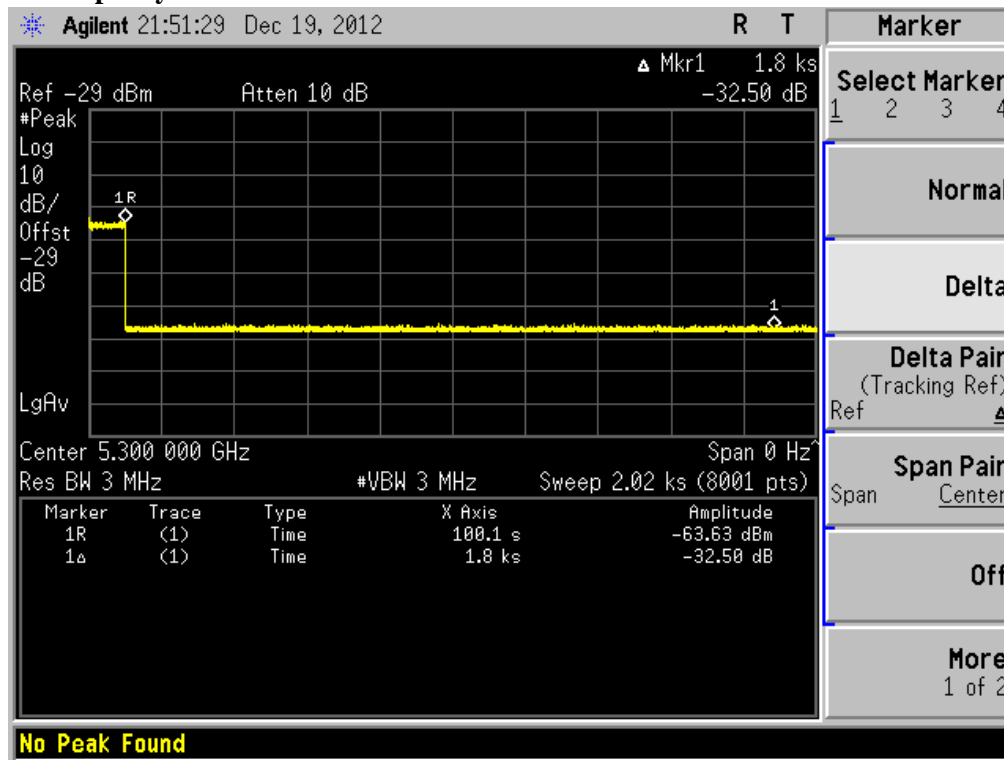 Agilent 21:51:29 Dec 19, 2012 R T
Δ Mkr1 1.8 ks
Ref -29 dBm Atten 10 dB -32.50 dB
#Peak
Log
10
dB/
Offst
-29
dB
1R
1
LgAv
Center 5.300 000 GHz Span 0 Hz^
Res BW 3 MHz #VBW 3 MHz Sweep 2.02 ks (8001 pts)
Marker Trace Type X Axis Amplitude
1R (1) Time 100.1 s -63.63 dBm
1Δ (1) Time 1.8 ks -32.50 dB
No Peak Found
Marker
Select Marker
1 2 3 4
Normal
Delta
Delta Pair
(Tracking Ref)
Ref Δ
Span Pair
Span Center
Off
More
1 of 2